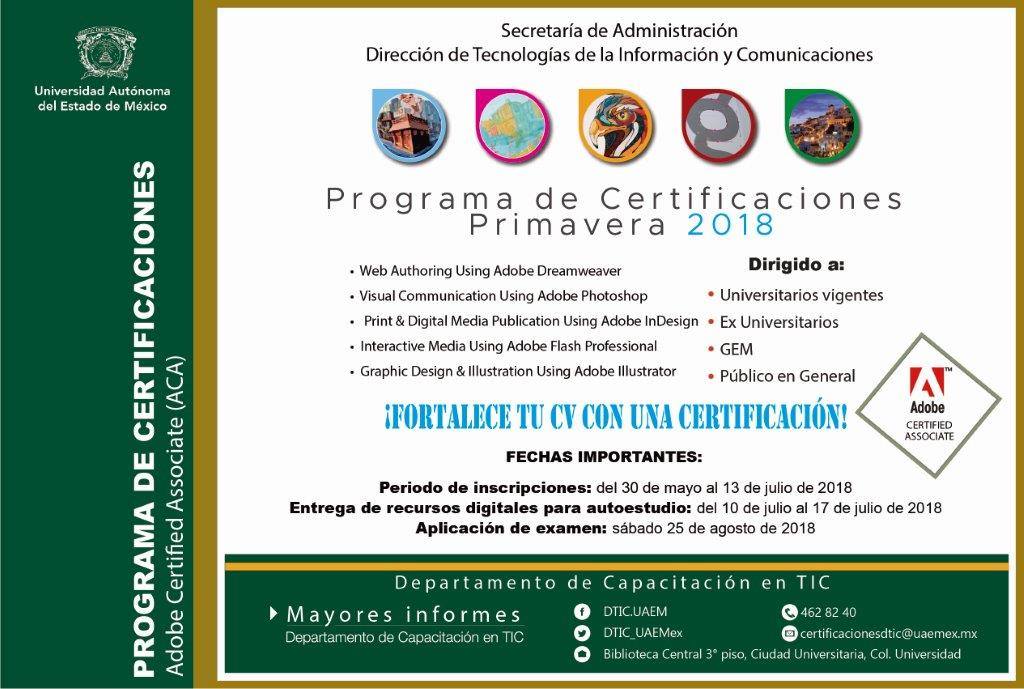 Universidad Autónoma
del Estado de México
PROGRAMA DE CERTIFICACIONES
Adobe Certified Associate (ACA)
Secretaría de Administración
Dirección de Tecnologías de la Información y Comunicaciones
Programa de Certificaciones
Primavera 2018
• Web Authoring Using Adobe Dreamweaver
• Visual Communication Using Adobe Photoshop
• Print & Digital Media Publication Using Adobe InDesign
• Interactive Media Using Adobe Flash Professional
• Graphic Design & Illustration Using Adobe Illustrator
Dirigido a:
• Universitarios vigentes
• Ex Universitarios
• GEM
• Público en General
Adobe
CERTIFIED
ASSOCIATE
¡FORTALECE TU CV CON UNA CERTIFICACIÓN!
FECHAS IMPORTANTES:
Periodo de inscripciones: del 30 de mayo al 13 de julio de 2018
Entrega de recursos digitales para autoestudio: del 10 de julio al 17 de julio de 2018
Aplicación de examen: sábado 25 de agosto de 2018
Departamento de Capacitación en TIC
Mayores informes
Departamento de Capacitación en TIC
DTIC.UAEM
DTIC_UAEMex
462 82 40
certificacionesdtic@uaemex.mx
Biblioteca Central 3° piso, Ciudad Universitaria, Col. Universidad